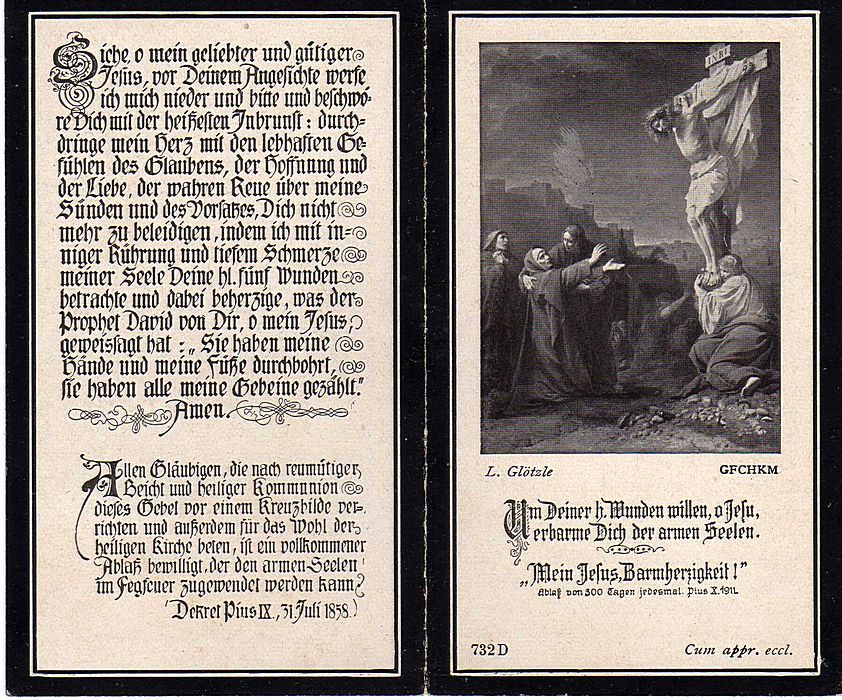 Siehe, o mein geliebter und gütiger
Jesus, vor Deinem Angesichte werfe
ich mich nieder und bitte und beschwö-
re Dich mit der heißesten Inbrunst: durch-
dringe mein Herz mit den lebhaften Ge-
fühlen des Glaubens, der Hoffnung und
der Liebe, der wahren Reue über meine
Sünden und des Vorsatzes, Dich nicht
mehr zu beleidigen, indem ich mit in-
niger Rührung und tiefem Schmerze
meiner Seele Deine hl. fünf Wunden
betrachte und dabei beherzige, was der
Prophet David von Dir, o mein Jesus,
geweissagt hat: „Sie haben meine
Hände und meine Füße durchbohrt,
sie haben alle meine Gebeine gezählt."
Amen.
Allen Gläubigen, die nach reumütiger
Beicht und heiliger Kommunion
dieses Gebet vor einem Kreuzbilde ver-
richten und außerdem für das Wohl der
heiligen Kirche beten, ist ein vollkommener
Ablaß bewilligt, der den armen Seelen
im Fegfeuer zugewendet werden kann.
(Dekret Pius IX., 31. Juli 1858.)
INRI
L. Glötzle GFCHKM
Um Deiner h. Wunden willen, o Jesu,
erbarme Dich der armen Seelen.
„Mein Jesus, Barmherzigkeit!"
Ablaß von 300 Tagen jedesmal. Pius X. 1911.
732 D Cum appr. eccl.